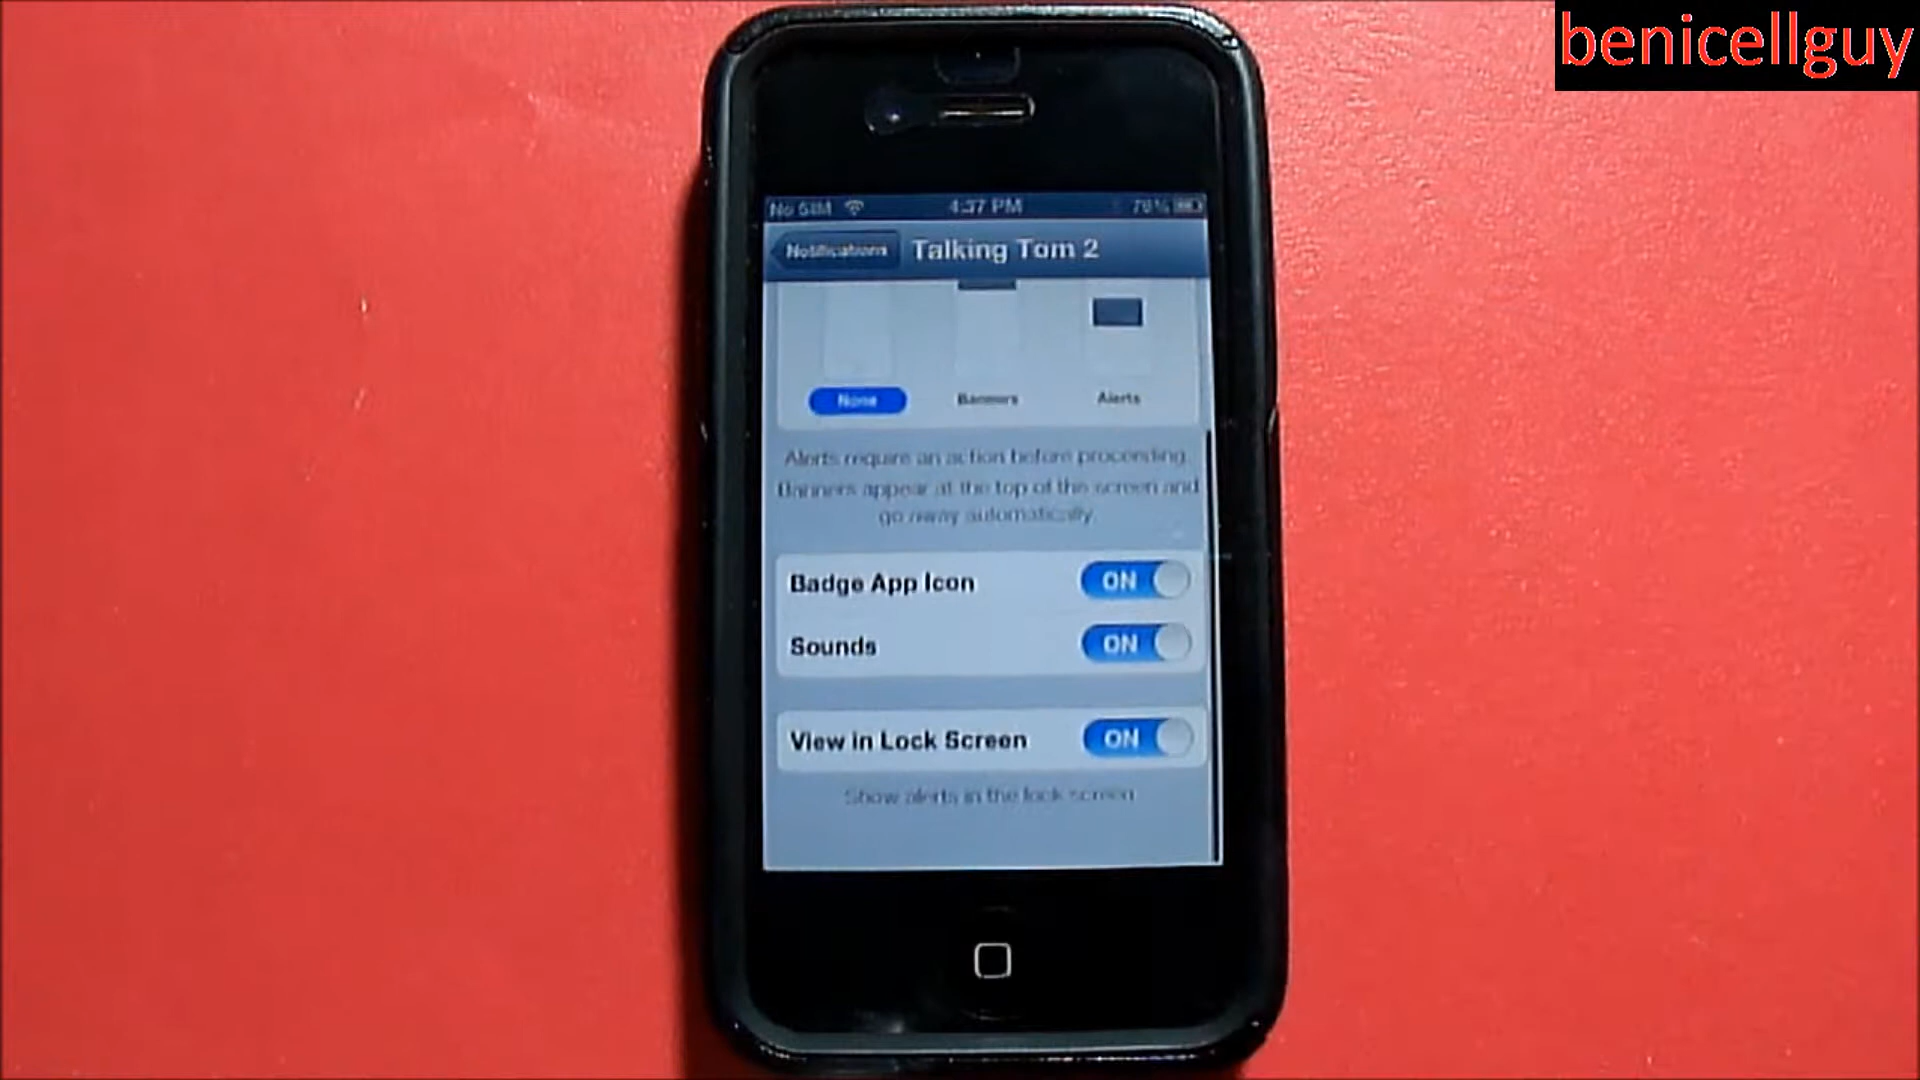 benicellguy
No SIM 4:37 PM 78%
Notifications Talking Tom 2
None Banners Alerts
Alerts require an action before proceeding.
Banners appear at the top of the screen and
go away automatically.
Badge App Icon ON
Sounds ON
View in Lock Screen ON
Show alerts in the lock screen